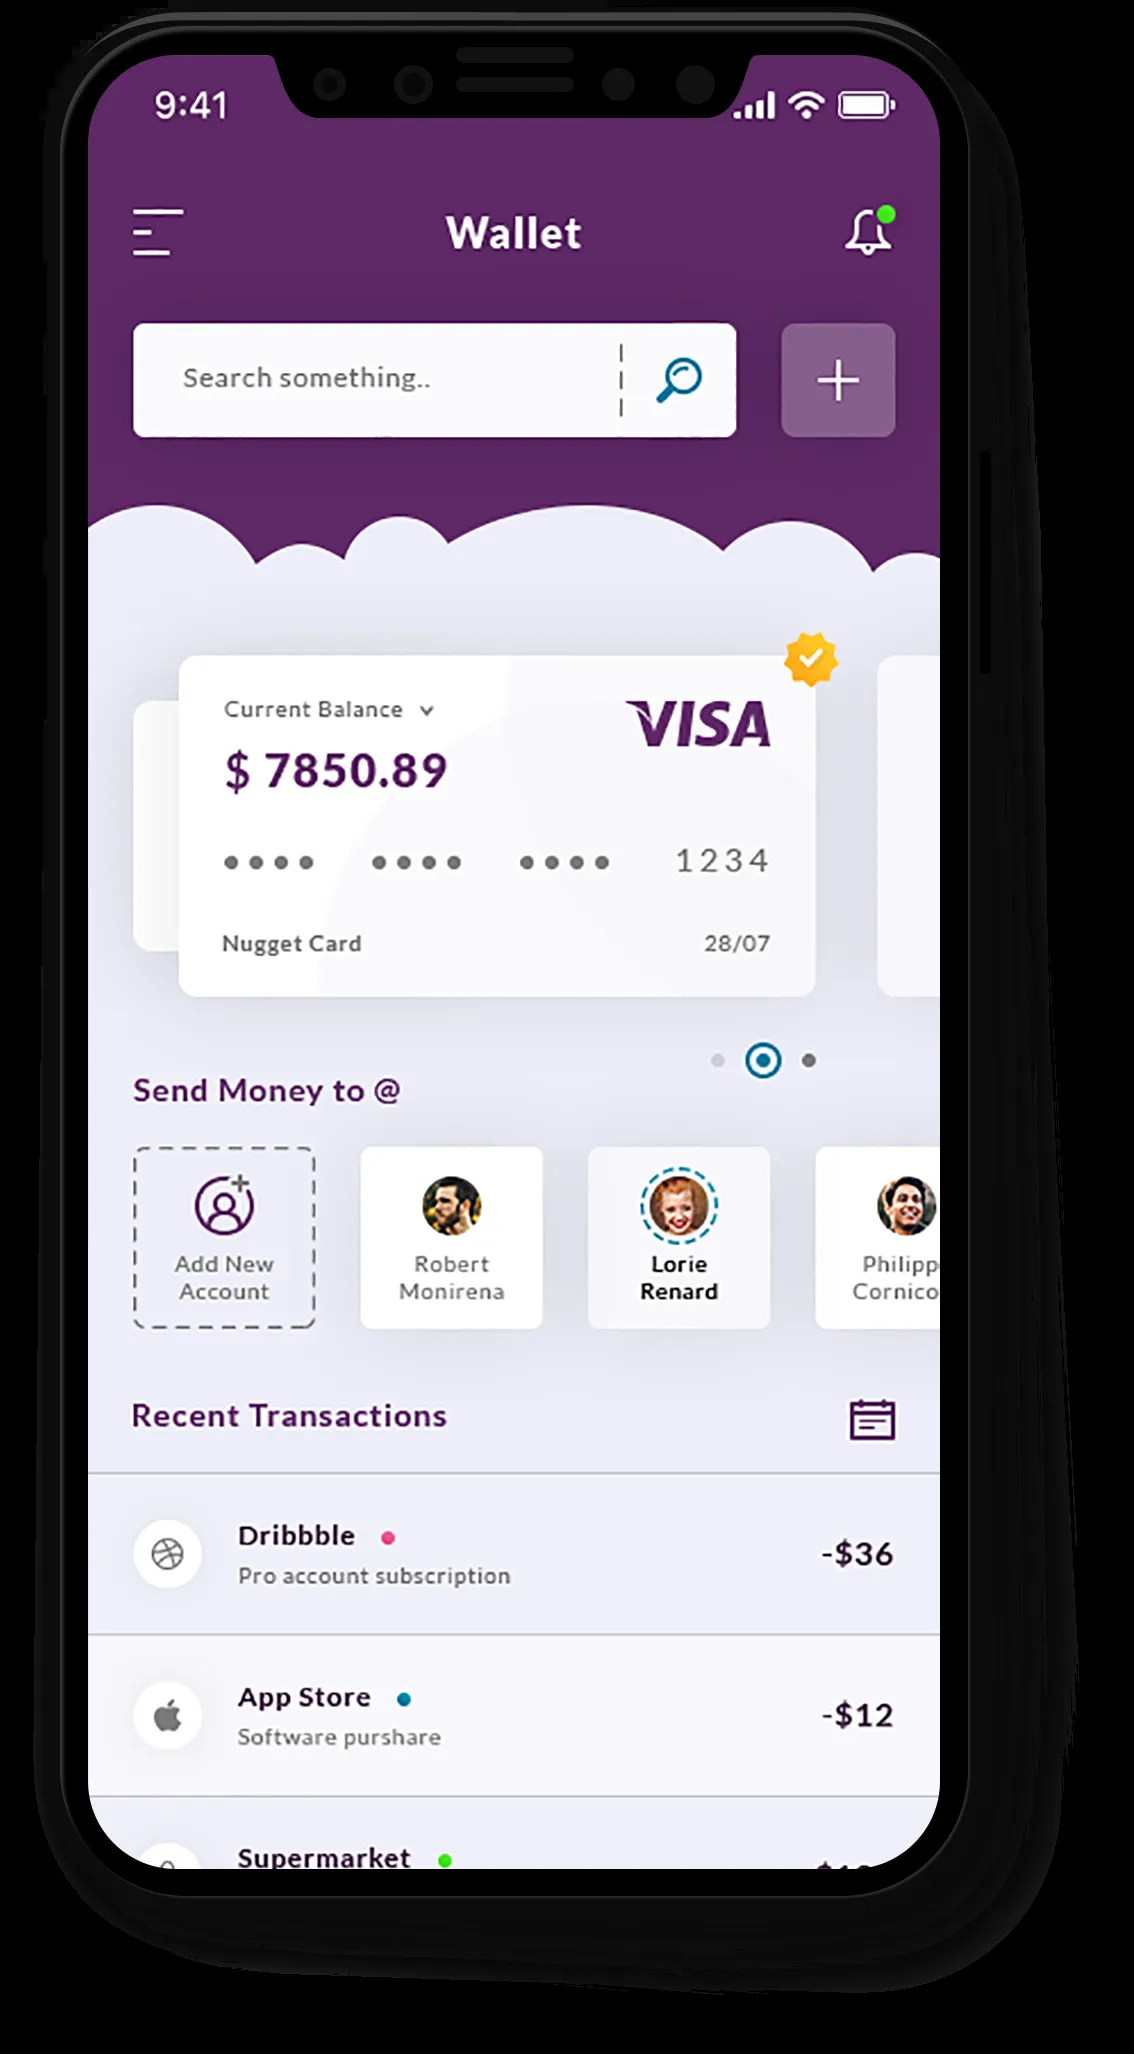 9:41
Wallet
Search something..
Current Balance
VISA
$ 7850.89
1234
Nugget Card
28/07
Send Money to @
Add New
Account
Robert
Monirena
Lorie
Renard
Philipp
Cornico
Recent Transactions
Dribbble
-$36
Pro account subscription
App Store
-$12
Software purshare
Supermarket